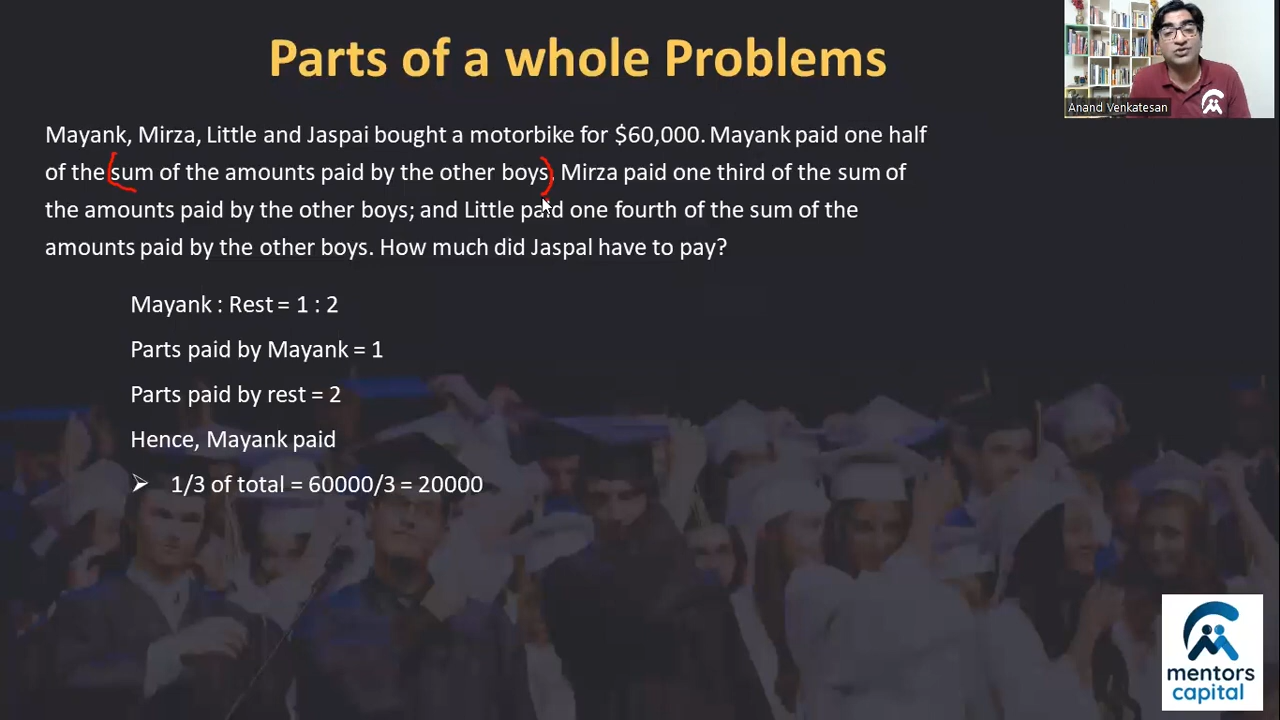 Parts of a whole Problems
Anand Venkatesan
Mayank, Mirza, Little and Jaspai bought a motorbike for $60,000. Mayank paid one half
of the sum of the amounts paid by the other boys. Mirza paid one third of the sum of
the amounts paid by the other boys; and Little paid one fourth of the sum of the
amounts paid by the other boys. How much did Jaspal have to pay?
Mayank : Rest = 1 : 2
Parts paid by Mayank = 1
Parts paid by rest = 2
Hence, Mayank paid
➢ 1/3 of total = 60000/3 = 20000
mentors
capital